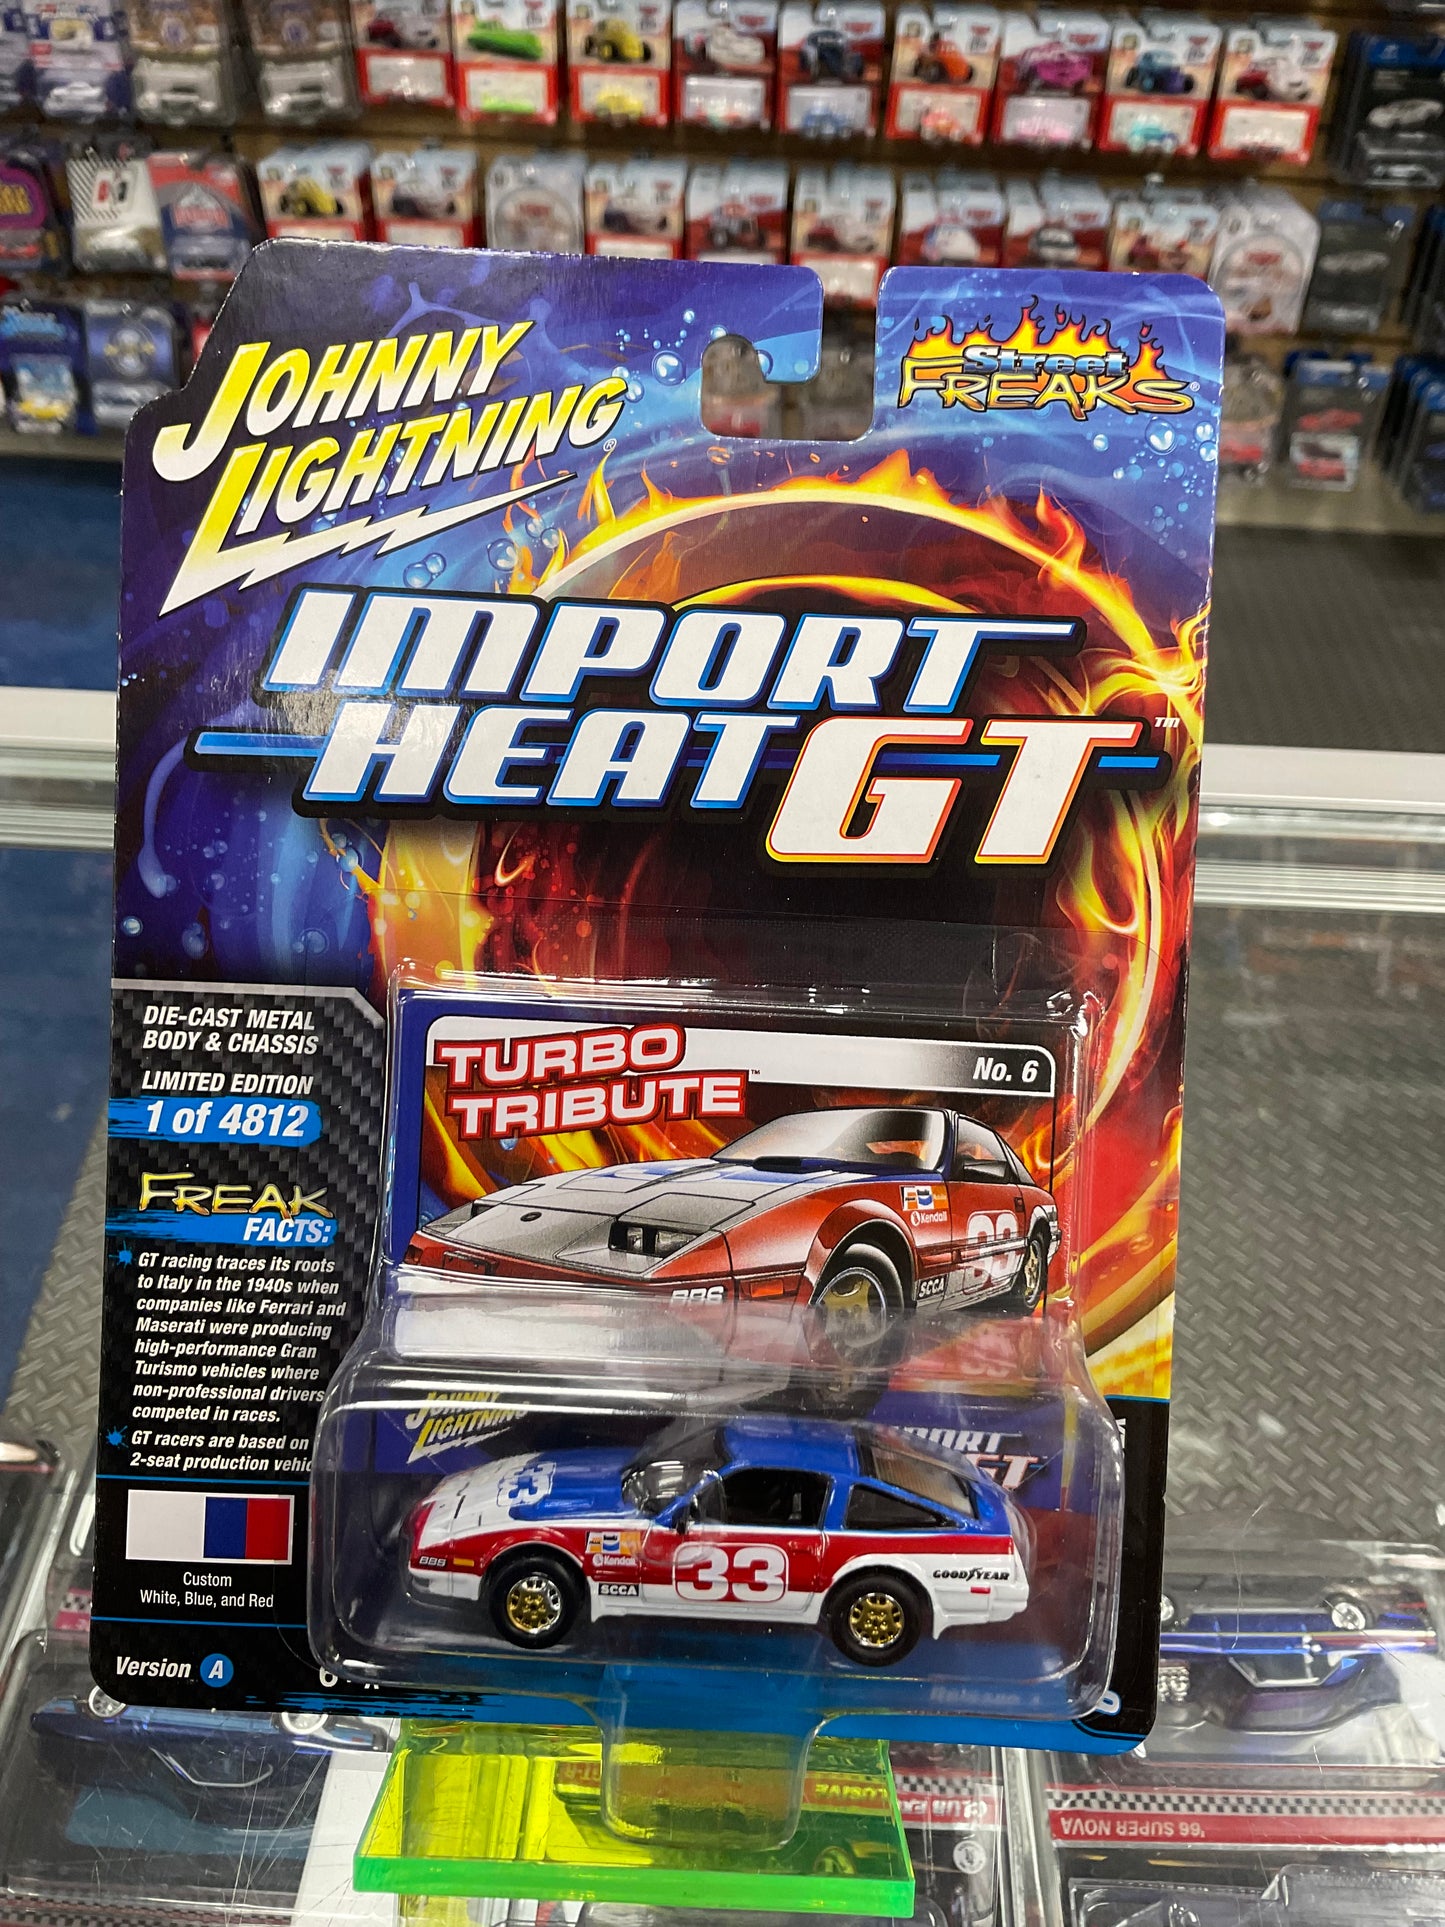 JOHNNY
LIGHTNING®
Street
FREAKS®
IMPORT
HEAT GT™
DIE-CAST METAL
BODY & CHASSIS
LIMITED EDITION
1 of 4812
FREAK
FACTS:
GT racing traces its roots
to Italy in the 1940s when
companies like Ferrari and
Maserati were producing
high-performance Gran
Turismo vehicles where
non-professional drivers
competed in races.
GT racers are based on
2-seat production vehic
TURBO
TRIBUTE™
No. 6
Kendall
33
SCCA
BBS
JOHNNY
LIGHTNING
33
BBS
Kendall
SCCA
33
GOODYEAR
Custom
White, Blue, and Red
Version A
'66 SUPER NOVA